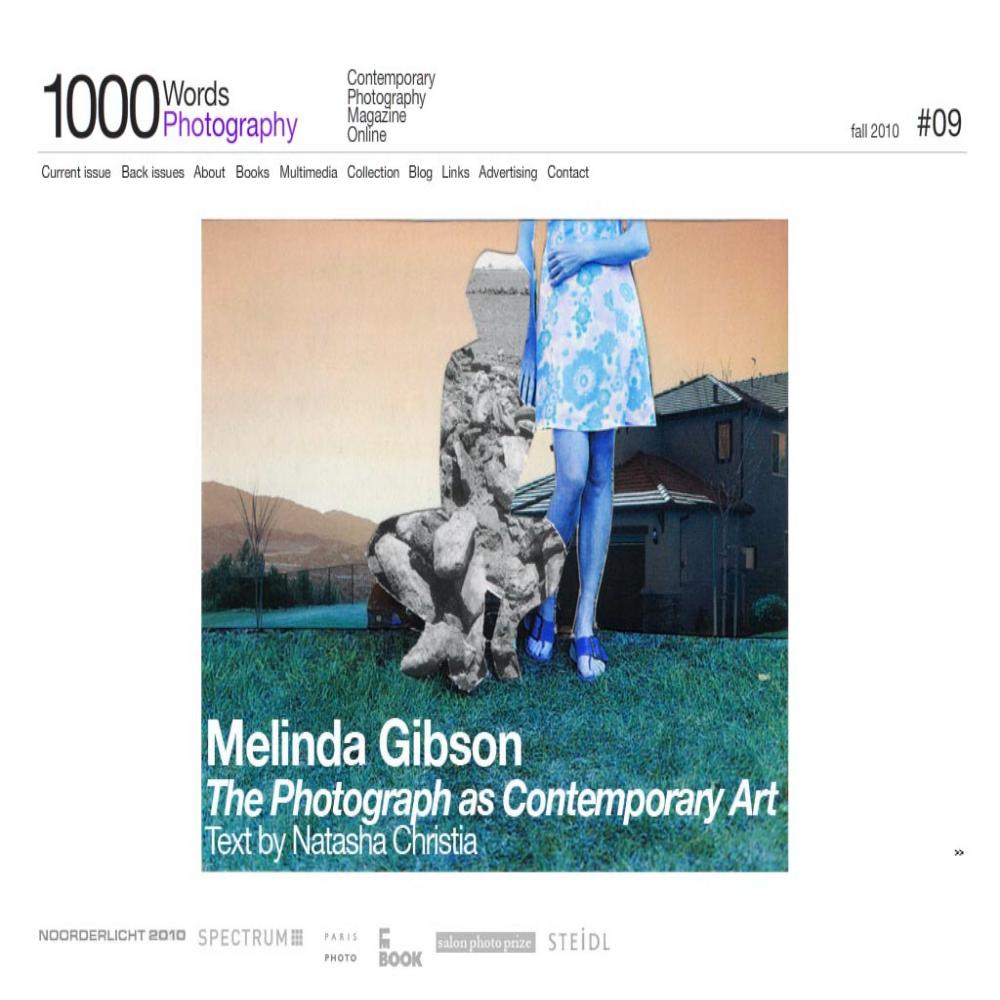 1000 Words
Photography
Contemporary
Photography
Magazine
Online
fall 2010 #09
Current issue Back issues About Books Multimedia Collection Blog Links Advertising Contact
Melinda Gibson
The Photograph as Contemporary Art
Text by Natasha Christia
>>
NOORDERLICHT 2010 SPECTRUM PARIS PHOTO BOOK salon photo prize STEIDL